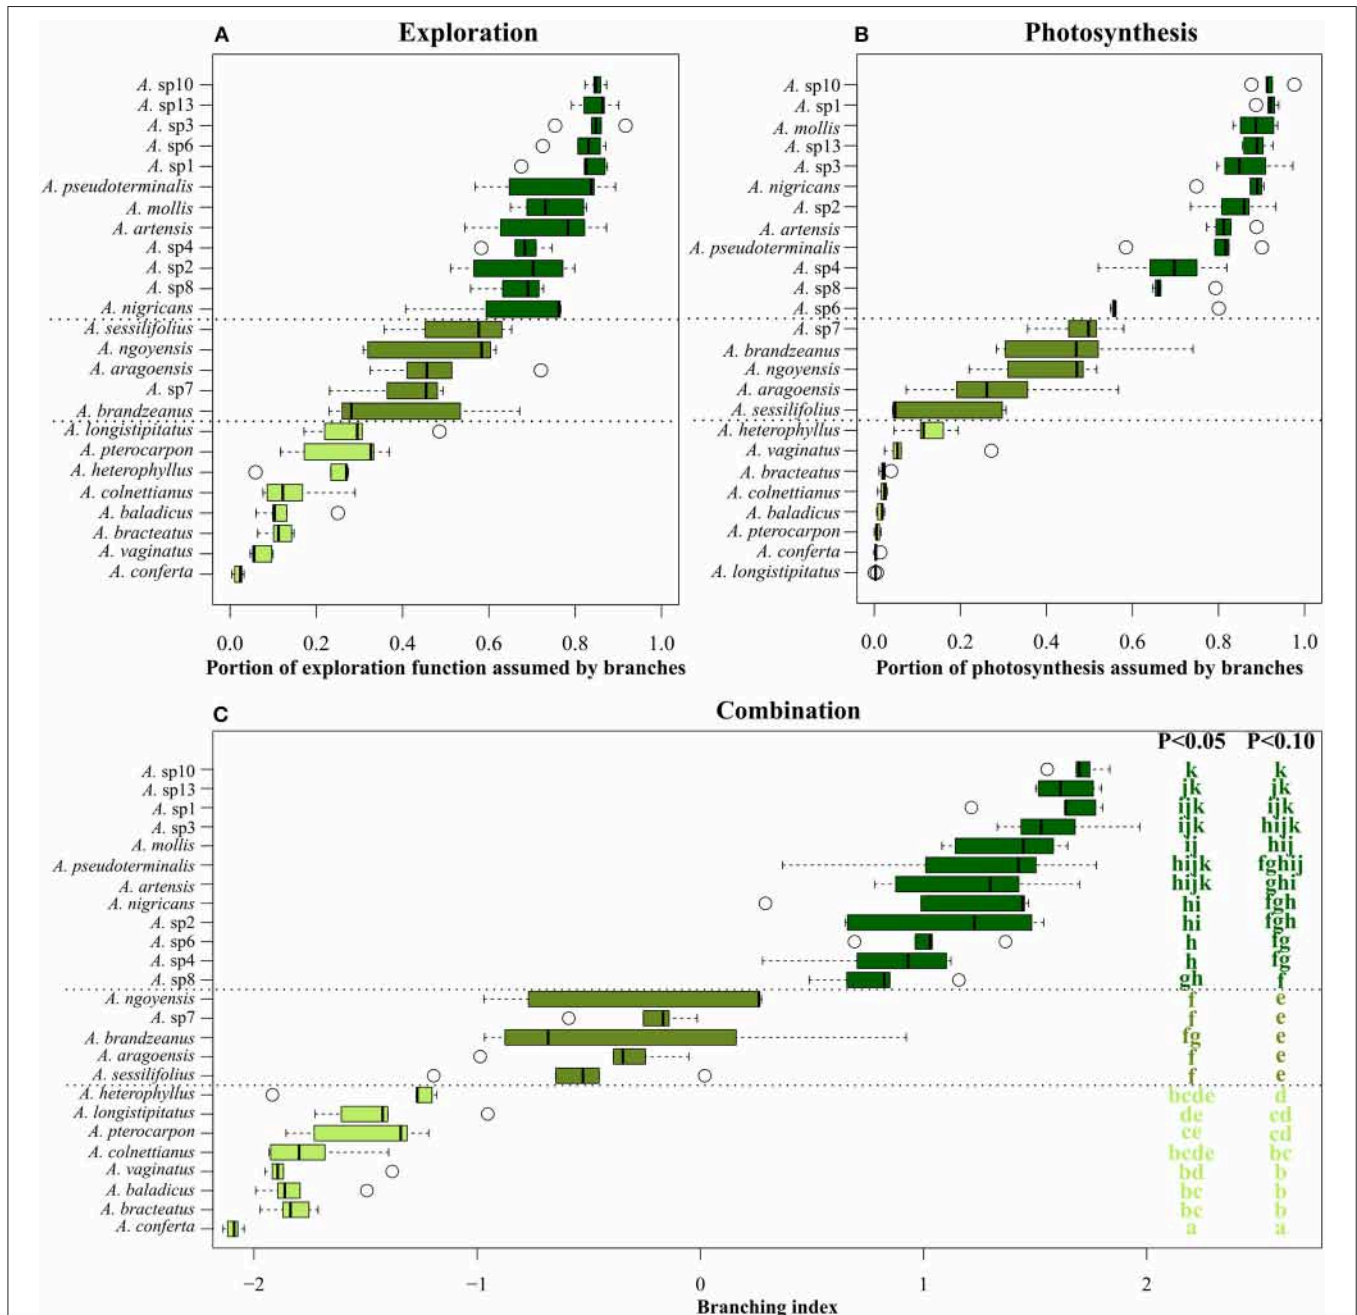 A Exploration
A. sp10
A. sp13
A. sp3
A. sp6
A. sp1
A. pseudoterminalis
A. mollis
A. artensis
A. sp4
A. sp2
A. sp8
A. nigricans
A. sessilifolius
A. ngoyensis
A. aragoensis
A. sp7
A. brandzeanus
A. longistipitatus
A. pterocarpon
A. heterophyllus
A. colnettianus
A. baladicus
A. bracteatus
A. vaginatus
A. conferta
0.0 0.2 0.4 0.6 0.8 1.0
Portion of exploration function assumed by branches
B Photosynthesis
A. sp10
A. sp1
A. mollis
A. sp13
A. sp3
A. nigricans
A. sp2
A. artensis
A. pseudoterminalis
A. sp4
A. sp8
A. sp6
A. sp7
A. brandzeanus
A. ngoyensis
A. aragoensis
A. sessilifolius
A. heterophyllus
A. vaginatus
A. bracteatus
A. colnettianus
A. baladicus
A. pterocarpon
A. conferta
A. longistipitatus
0.0 0.2 0.4 0.6 0.8 1.0
Portion of photosynthesis assumed by branches
C Combination
P<0.05 P<0.10
A. sp10 k k
A. sp13 jk jk
A. sp1 ijk ijk
A. sp3 ijk hijk
A. mollis ij hij
A. pseudoterminalis hijk fghij
A. artensis hijk ghi
A. nigricans hi fgh
A. sp2 hi fgh
A. sp6 h fg
A. sp4 h fg
A. sp8 gh f
A. ngoyensis f e
A. sp7 f e
A. brandzeanus fg e
A. aragoensis f e
A. sessilifolius f e
A. heterophyllus bcde d
A. longistipitatus de cd
A. pterocarpon ce cd
A. colnettianus bcde bc
A. vaginatus bd b
A. baladicus bc b
A. bracteatus bc b
A. conferta a a
−2 −1 0 1 2
Branching index